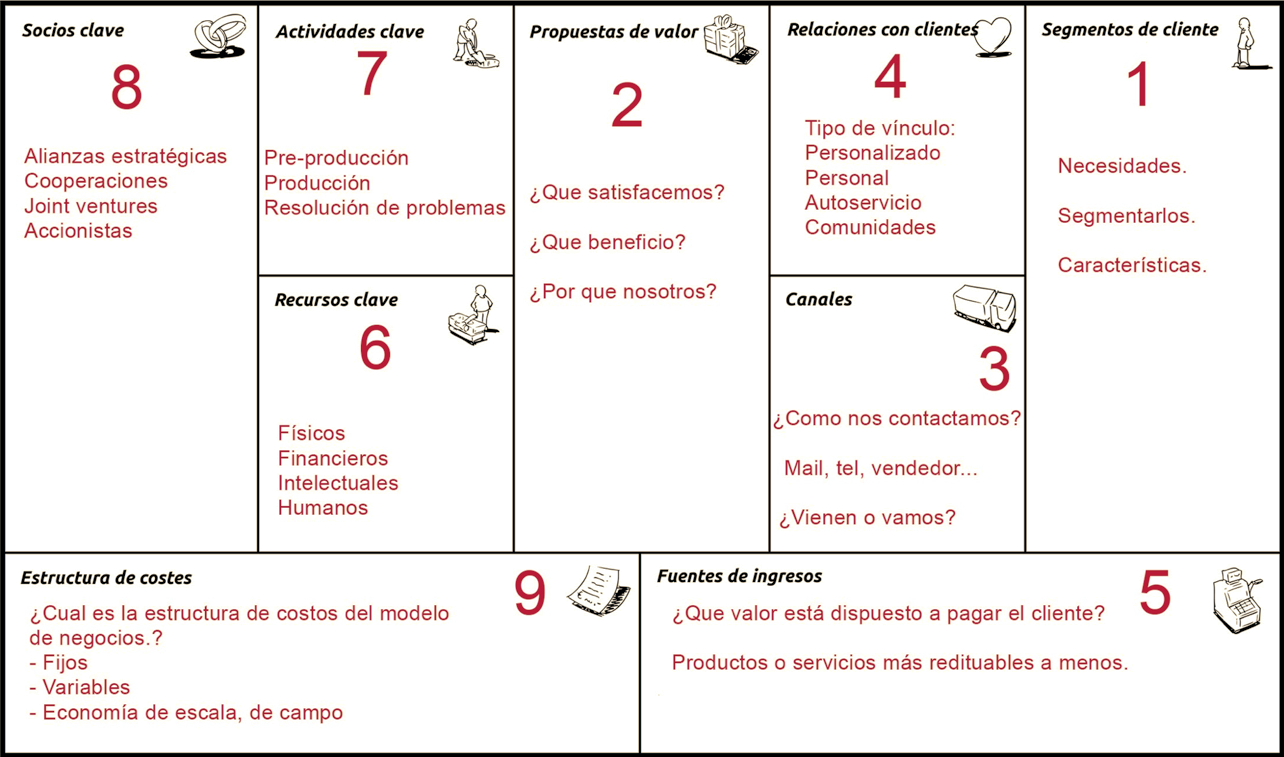 Socios clave
8
Alianzas estratégicas
Cooperaciones
Joint ventures
Accionistas
Actividades clave
7
Pre-producción
Producción
Resolución de problemas
Recursos clave
6
Físicos
Financieros
Intelectuales
Humanos
Propuestas de valor
2
¿Que satisfacemos?
¿Que beneficio?
¿Por que nosotros?
Relaciones con clientes
4
Tipo de vínculo:
Personalizado
Personal
Autoservicio
Comunidades
Canales
3
¿Como nos contactamos?
Mail, tel, vendedor...
¿Vienen o vamos?
Segmentos de cliente
1
Necesidades.
Segmentarlos.
Características.
Estructura de costes
9
¿Cual es la estructura de costos del modelo
de negocios.?
- Fijos
- Variables
- Economía de escala, de campo
Fuentes de ingresos
5
¿Que valor está dispuesto a pagar el cliente?
Productos o servicios más redituables a menos.